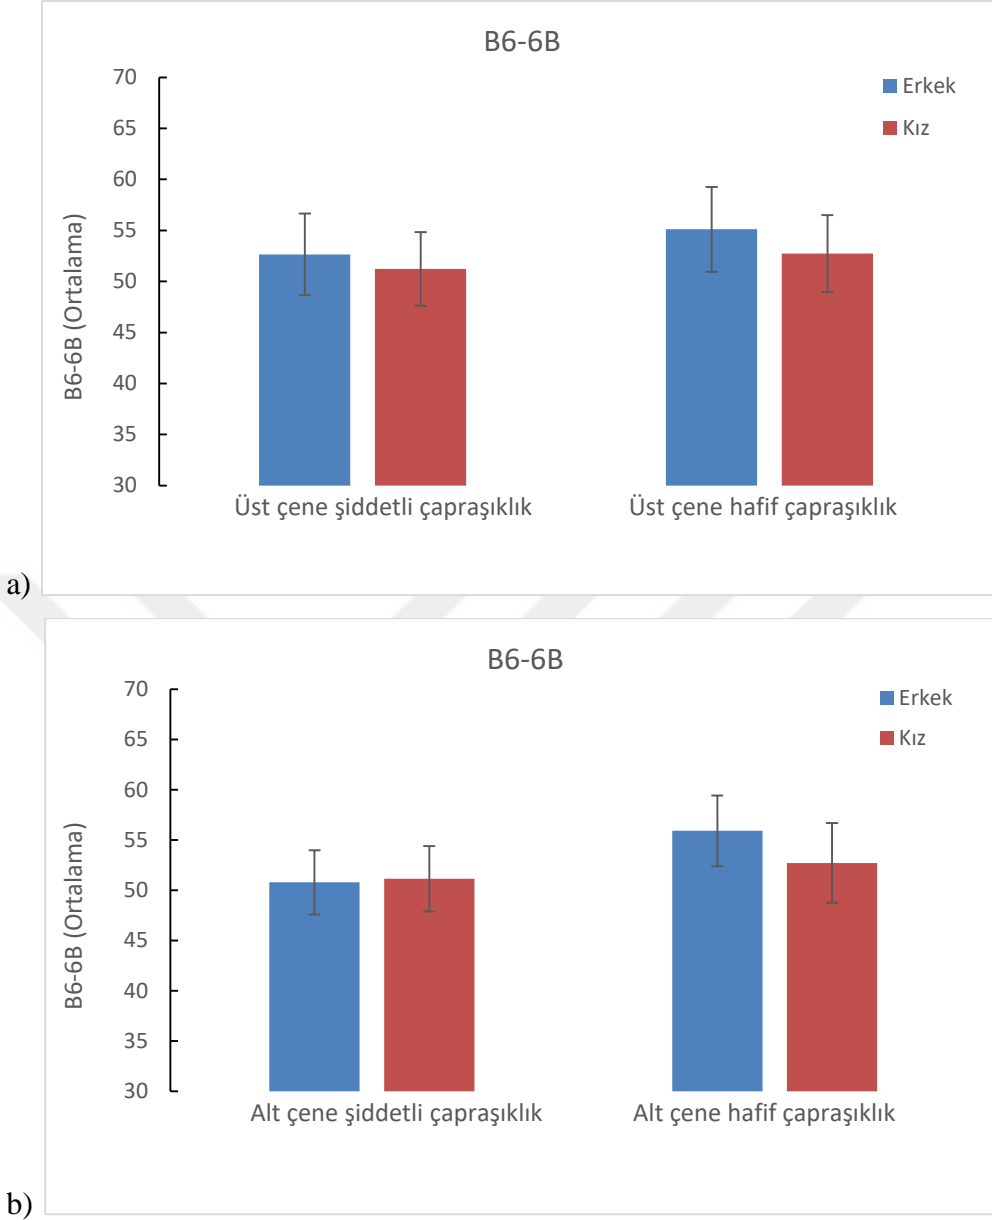 B6-6B
70
65
60
55
50
45
40
35
30
B6-6B (Ortalama)
Erkek
Kız
Üst çene şiddetli çapraşıklık
Üst çene hafif çapraşıklık
a)
B6-6B
70
65
60
55
50
45
40
35
30
B6-6B (Ortalama)
Erkek
Kız
Alt çene şiddetli çapraşıklık
Alt çene hafif çapraşıklık
b)